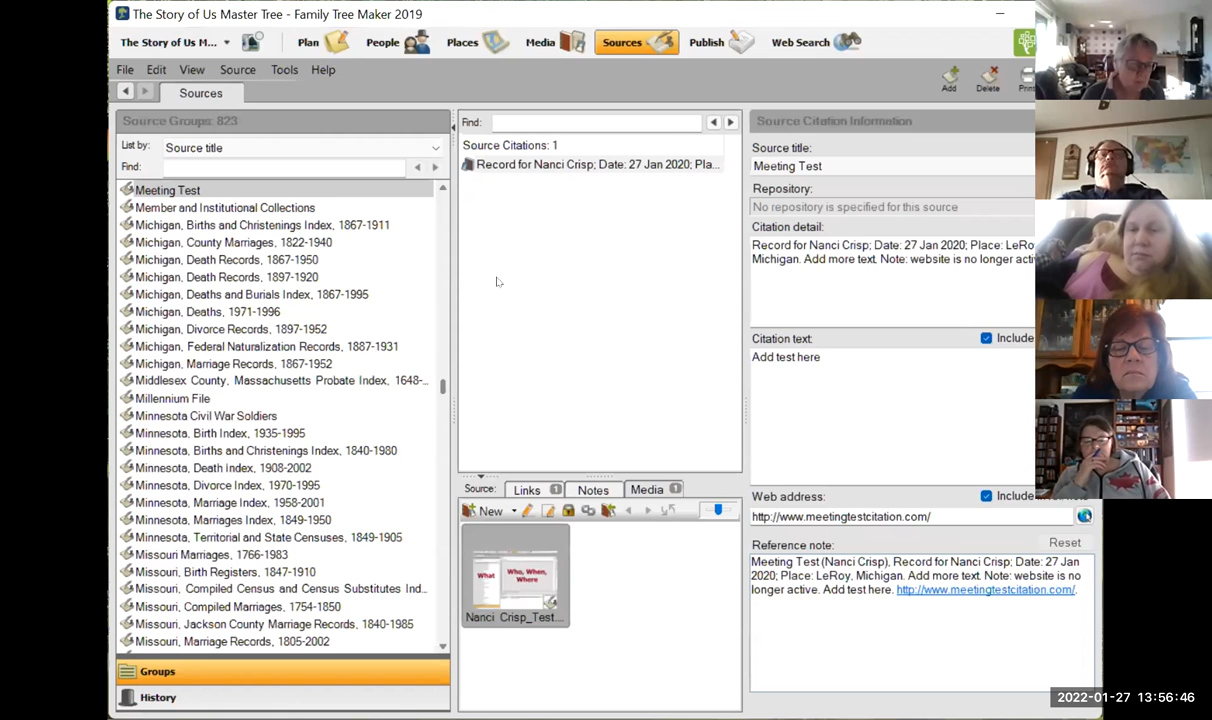 The Story of Us Master Tree - Family Tree Maker 2019
The Story of Us M...
Plan
People
Places
Media
Sources
Publish
Web Search
File Edit View Source Tools Help
Sources
Add
Delete
Print
Source Groups: 823
List by: Source title
Find:
Meeting Test
Member and Institutional Collections
Michigan, Births and Christenings Index, 1867-1911
Michigan, County Marriages, 1822-1940
Michigan, Death Records, 1867-1950
Michigan, Death Records, 1897-1920
Michigan, Deaths and Burials Index, 1867-1995
Michigan, Deaths, 1971-1996
Michigan, Divorce Records, 1897-1952
Michigan, Federal Naturalization Records, 1887-1931
Michigan, Marriage Records, 1867-1952
Middlesex County, Massachusetts Probate Index, 1648-...
Millennium File
Minnesota Civil War Soldiers
Minnesota, Birth Index, 1935-1995
Minnesota, Births and Christenings Index, 1840-1980
Minnesota, Death Index, 1908-2002
Minnesota, Divorce Index, 1970-1995
Minnesota, Marriage Index, 1958-2001
Minnesota, Marriages Index, 1849-1950
Minnesota, Territorial and State Censuses, 1849-1905
Missouri Marriages, 1766-1983
Missouri, Birth Registers, 1847-1910
Missouri, Compiled Census and Census Substitutes Ind...
Missouri, Compiled Marriages, 1754-1850
Missouri, Jackson County Marriage Records, 1840-1985
Missouri, Marriage Records, 1805-2002
Groups
History
Find:
Source Citations: 1
Record for Nanci Crisp; Date: 27 Jan 2020; Pla...
Source: Links 1 Notes Media 1
New
What
Who, When,
Where
Nanci Crisp_Test...
Source Citation Information
Source title:
Meeting Test
Repository:
No repository is specified for this source
Citation detail:
Record for Nanci Crisp; Date: 27 Jan 2020; Place: LeRo
Michigan. Add more text. Note: website is no longer acti
Citation text: Include
Add test here
Web address: Include
http://www.meetingtestcitation.com/
Reference note: Reset
Meeting Test (Nanci Crisp), Record for Nanci Crisp; Date: 27 Jan
2020; Place: LeRoy, Michigan. Add more text. Note: website is no
longer active. Add test here. http://www.meetingtestcitation.com/.
2022-01-27 13:56:46